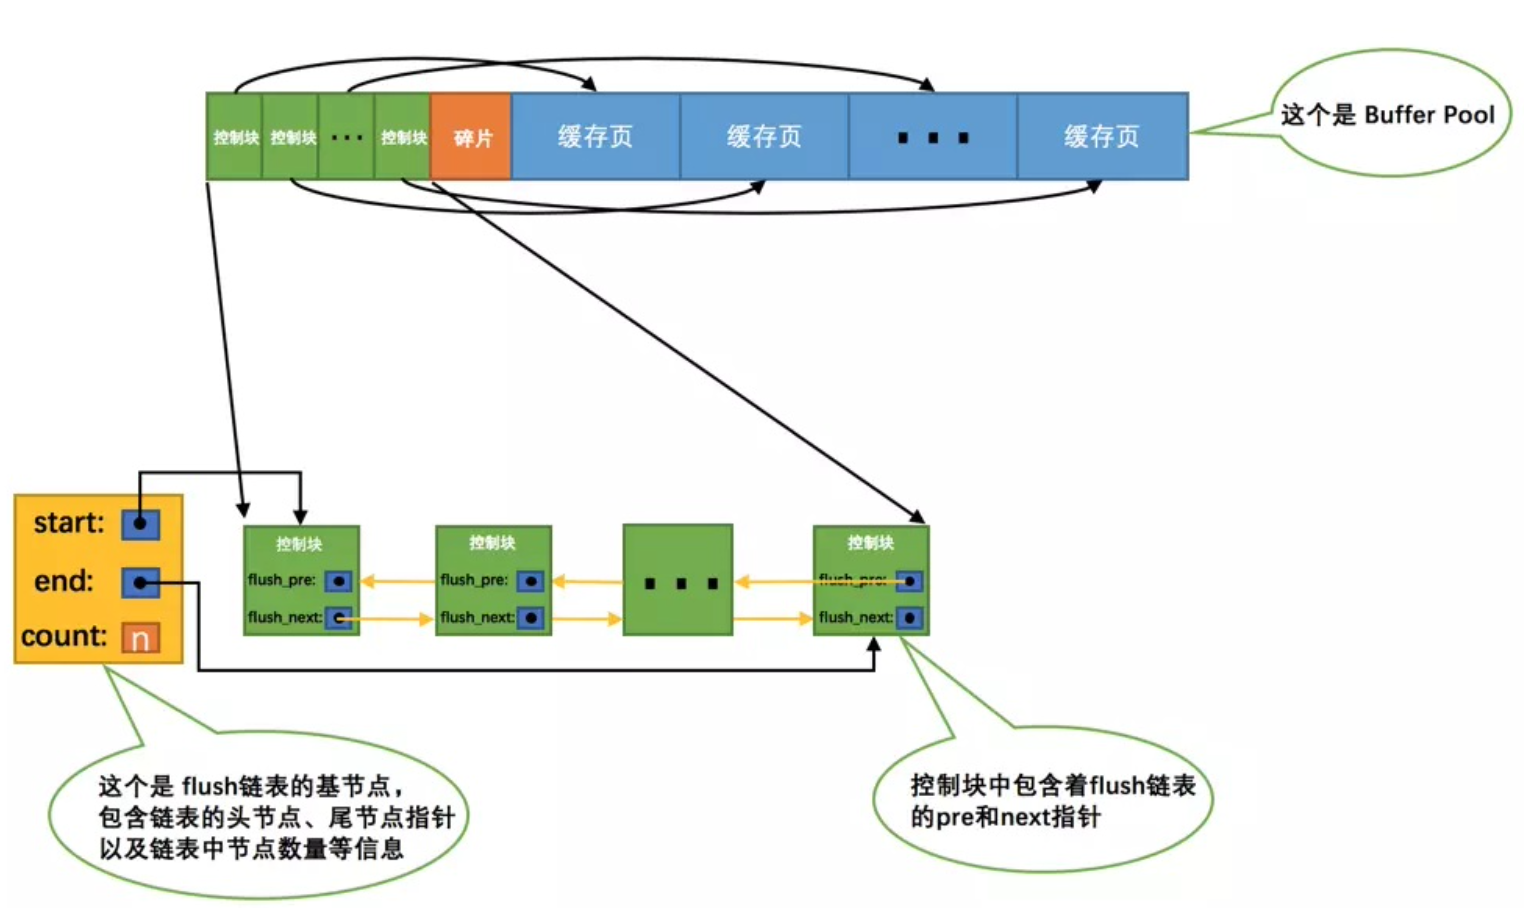 控制块 控制块 ··· 控制块 碎片 缓存页 缓存页 ··· 缓存页
这个是 Buffer Pool
start:
end:
count: n
控制块
flush_pre:
flush_next:
控制块
flush_pre:
flush_next:
···
控制块
flush_pre:
flush_next:
这个是 flush链表的基节点，
包含链表的头节点、尾节点指针
以及链表中节点数量等信息
控制块中包含着flush链表
的pre和next指针